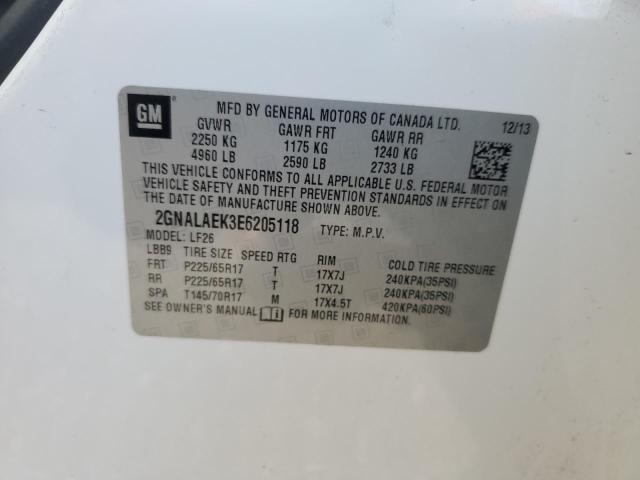 GM
MFD BY GENERAL MOTORS OF CANADA LTD. 12/13
GVWR GAWR FRT GAWR RR
2250 KG 1175 KG 1240 KG
4960 LB 2590 LB 2733 LB
THIS VEHICLE CONFORMS TO ALL APPLICABLE U.S. FEDERAL MOTOR
VEHICLE SAFETY AND THEFT PREVENTION STANDARDS IN EFFECT ON
THE DATE OF MANUFACTURE SHOWN ABOVE.
2GNALAEK3E6205118 TYPE: M.P.V.
MODEL: LF26
LBB9 TIRE SIZE SPEED RTG RIM COLD TIRE PRESSURE
FRT P225/65R17 T 17X7J 240KPA(35PSI)
RR P225/65R17 T 17X7J 240KPA(35PSI)
SPA T145/70R17 M 17X4.5T 420KPA(60PSI)
SEE OWNER'S MANUAL FOR MORE INFORMATION.